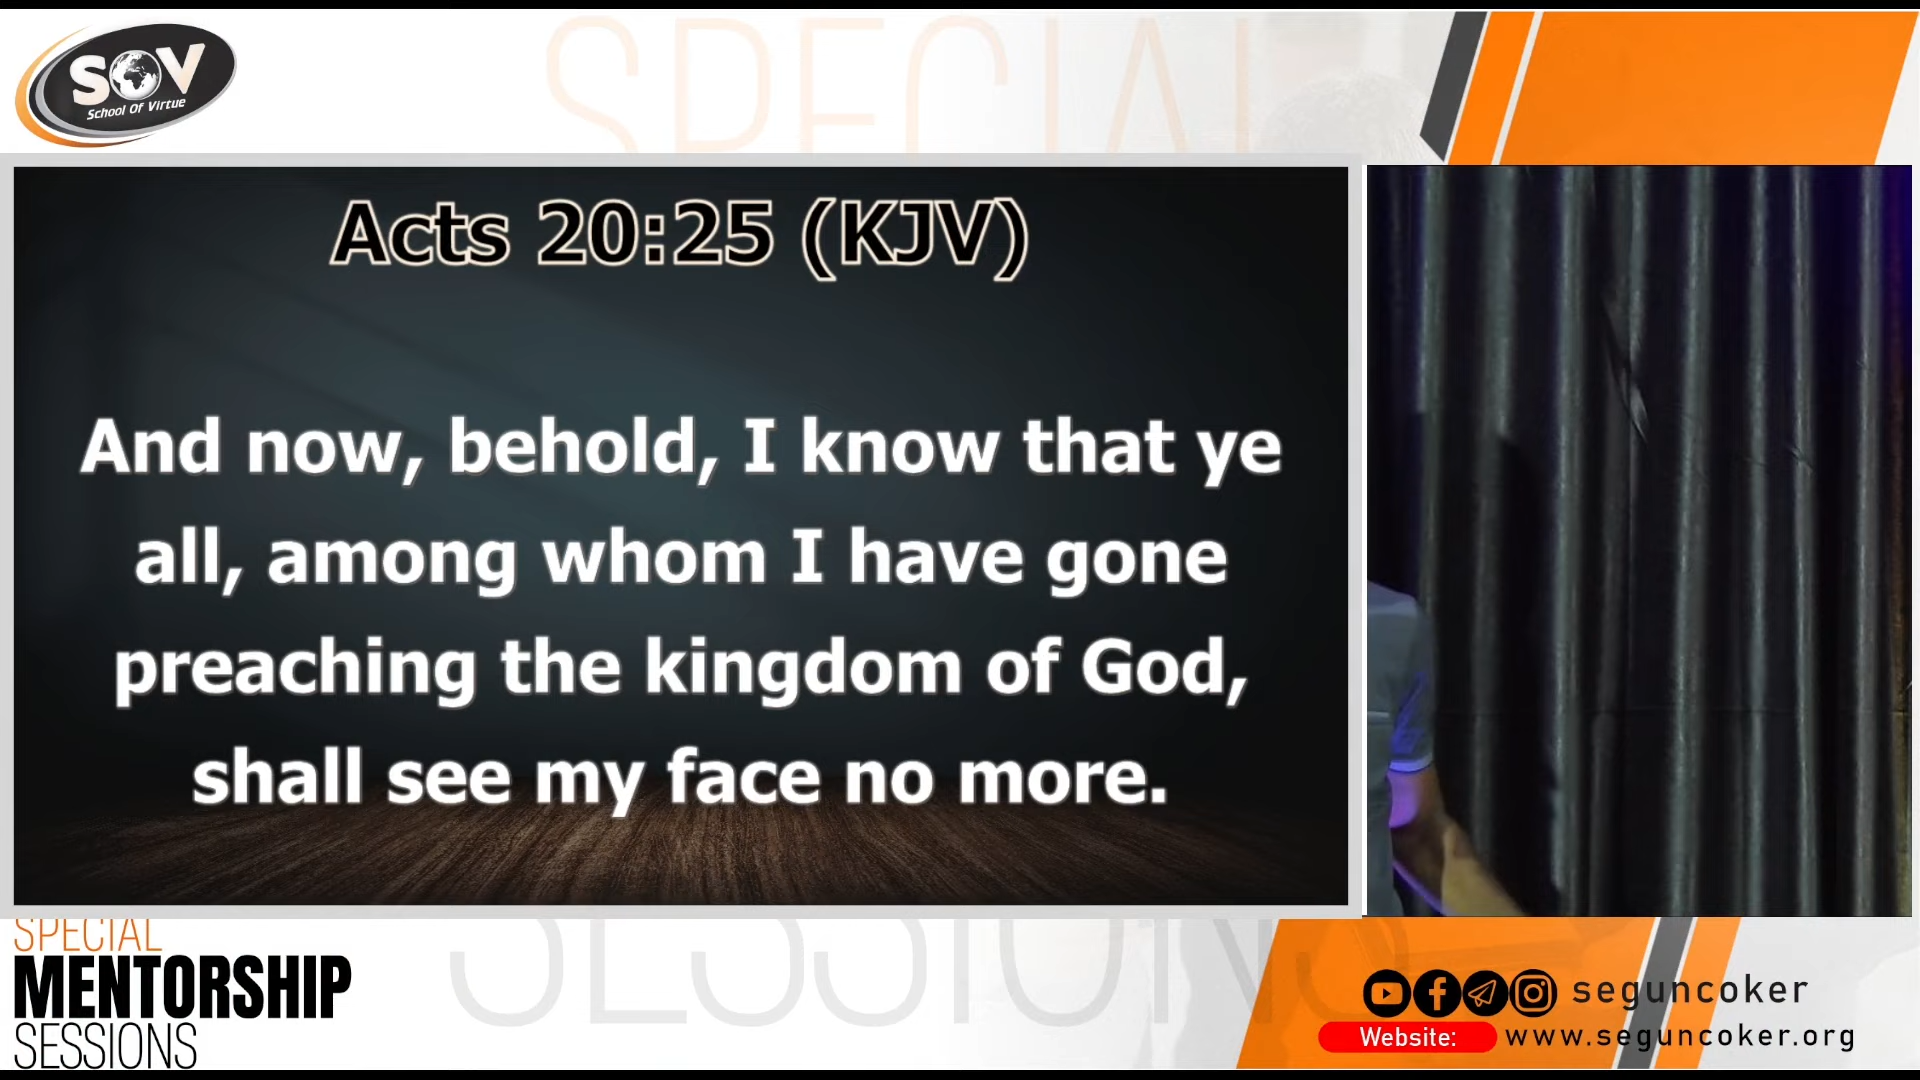 SPECIAL
SOV
School Of Virtue
Acts 20:25 (KJV)
And now, behold, I know that ye
all, among whom I have gone
preaching the kingdom of God,
shall see my face no more.
SPECIAL
MENTORSHIP
SESSIONS
SESSIONS
seguncoker
Website: www.seguncoker.org